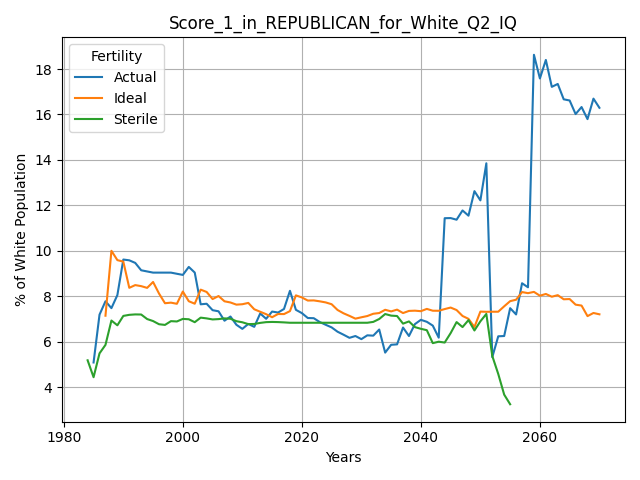 Score_1_in_REPUBLICAN_for_White_Q2_IQ
Fertility
Actual
Ideal
Sterile
% of White Population
18
16
14
12
10
8
6
4
1980
2000
2020
2040
2060
Years